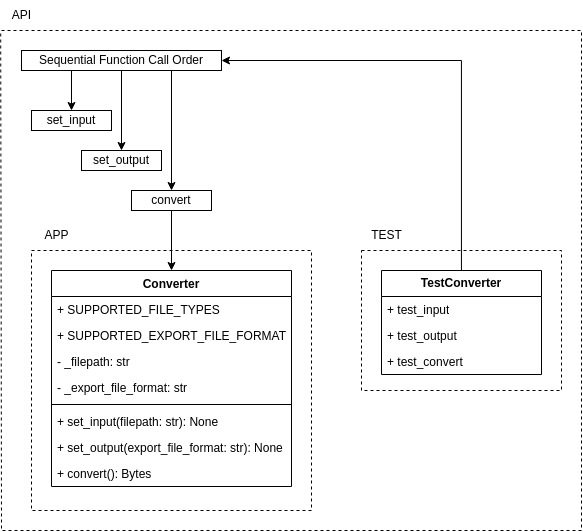 API
Sequential Function Call Order
set_input
set_output
convert
APP
Converter
+ SUPPORTED_FILE_TYPES
+ SUPPORTED_EXPORT_FILE_FORMAT
- _filepath: str
- _export_file_format: str
+ set_input(filepath: str): None
+ set_output(export_file_format: str): None
+ convert(): Bytes
TEST
TestConverter
+ test_input
+ test_output
+ test_convert